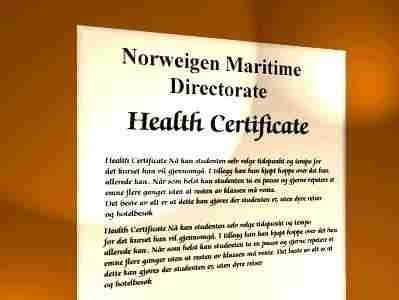 Norweigen Maritime
Directorate
Health Certificate
Health Certificate Nå kan studenten selv velge tidspunkt og tempo for
det kurset han vil gjennomgå. I tillegg kan han kjapt hoppe over det han
allerede kan. Når som helst kan studenten ta en pause og gjerne repetere et
emne flere ganger uten at resten av klassen må vente.
Det beste av alt er at dette kan gjøres der studenten er, uten dyre reiser
og hotellbesøk
Health Certificate Nå kan studenten selv velge tidspunkt og tempo
for det kurset han vil gjennomgå. I tillegg kan han kjapt hoppe over det han
allerede kan. Når som helst kan studenten ta en pause og gjerne repetere et
emne flere ganger uten at resten av klassen må vente. Det beste av alt er at
dette kan gjøres der studenten er, uten dyre reiser
og hotellbesøk